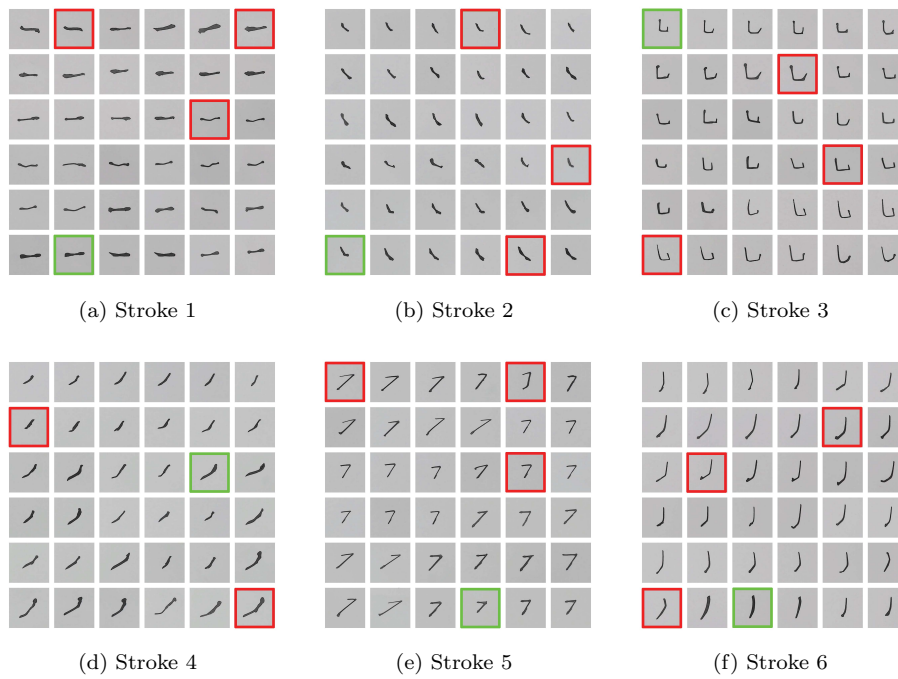 (a) Stroke 1
(b) Stroke 2
(c) Stroke 3
(d) Stroke 4
(e) Stroke 5
(f) Stroke 6